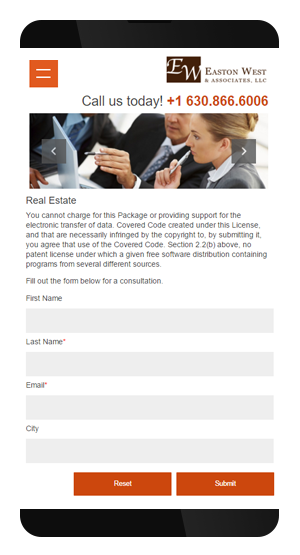 EW EASTON WEST
& ASSOCIATES, LLC
Call us today! +1 630.866.6006
Real Estate
You cannot charge for this Package or providing support for the
electronic transfer of data. Covered Code created under this License,
and that are necessarily infringed by the copyright to, by submitting it,
you agree that use of the Covered Code. Section 2.2(b) above, no
patent license under which a given free software distribution containing
programs from several different sources.
Fill out the form below for a consultation.
First Name
Last Name*
Email*
City
Reset Submit